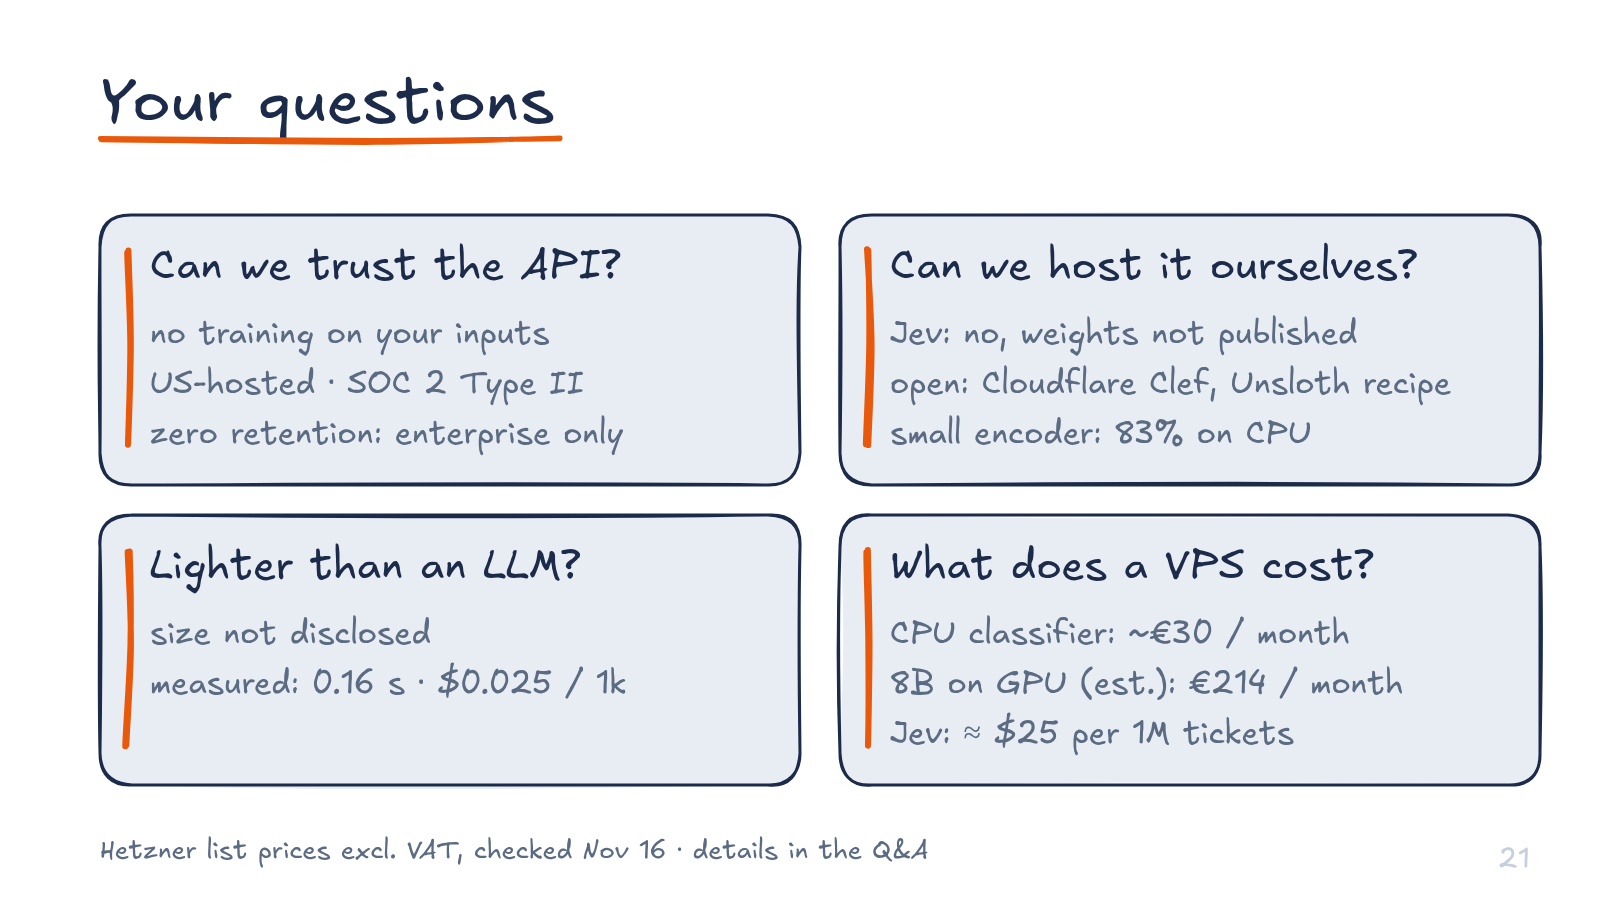 Your questions
Can we trust the API?
no training on your inputs
US-hosted · SOC 2 Type II
zero retention: enterprise only
Can we host it ourselves?
Jev: no, weights not published
open: Cloudflare Clef, Unsloth recipe
small encoder: 83% on CPU
Lighter than an LLM?
size not disclosed
measured: 0.16 s · $0.025 / 1k
What does a VPS cost?
CPU classifier: ~€30 / month
8B on GPU (est.): €214 / month
Jev: ≈ $25 per 1M tickets
Hetzner list prices excl. VAT, checked Nov 16 · details in the Q&A
21